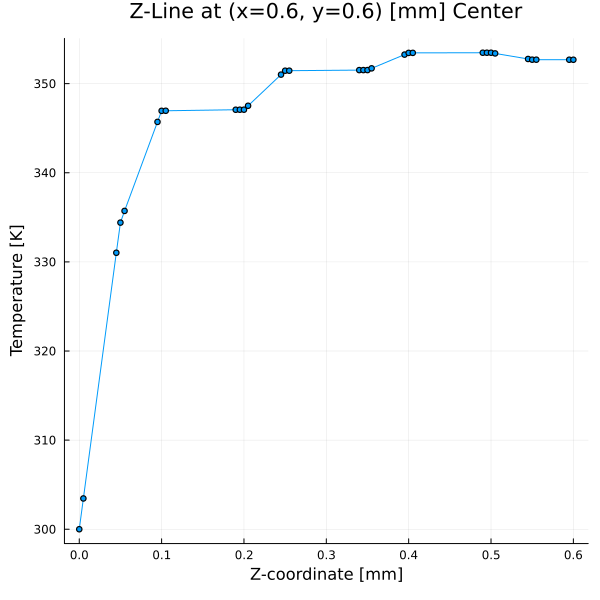 Z-Line at (x=0.6, y=0.6) [mm] Center
Temperature [K]
350
340
330
320
310
300
0.0 0.1 0.2 0.3 0.4 0.5 0.6
Z-coordinate [mm]